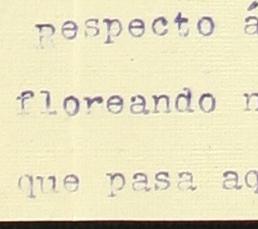 respecto á
floreando
que pasa